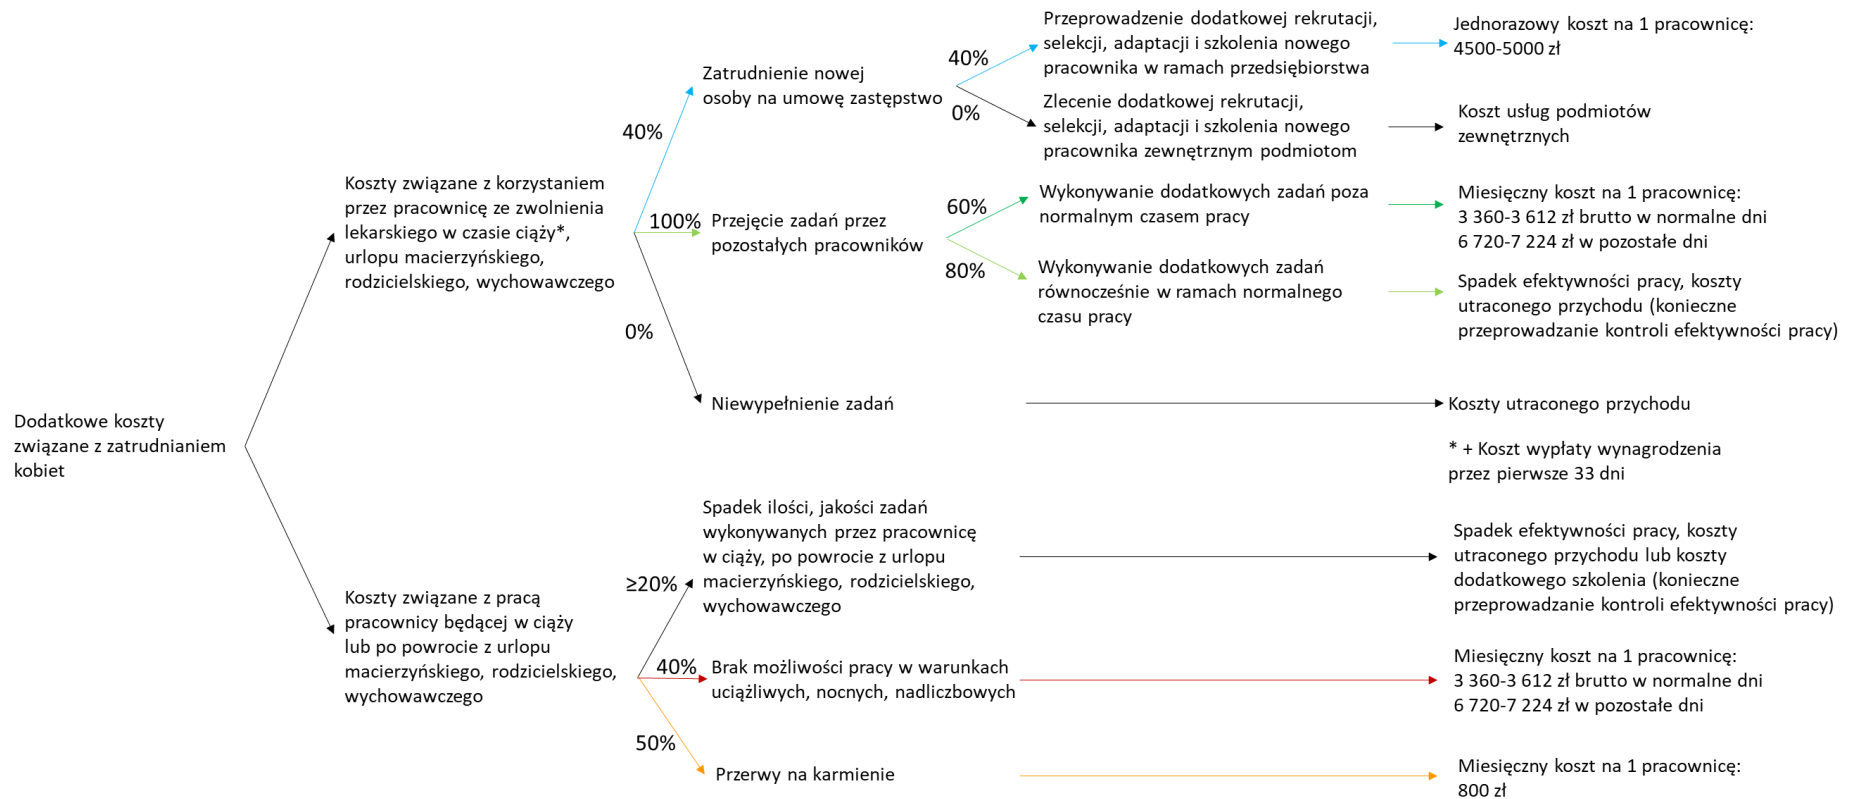 Dodatkowe koszty
związane z zatrudnianiem
kobiet
Koszty związane z korzystaniem
przez pracownicę ze zwolnienia
lekarskiego w czasie ciąży*,
urlopu macierzyńskiego,
rodzicielskiego, wychowawczego
40%
Zatrudnienie nowej
osoby na umowę zastępstwo
40%
Przeprowadzenie dodatkowej rekrutacji,
selekcji, adaptacji i szkolenia nowego
pracownika w ramach przedsiębiorstwa
Jednorazowy koszt na 1 pracownicę:
4500-5000 zł
0%
Zlecenie dodatkowej rekrutacji,
selekcji, adaptacji i szkolenia nowego
pracownika zewnętrznym podmiotom
Koszt usług podmiotów
zewnętrznych
100%
Przejęcie zadań przez
pozostałych pracowników
60%
Wykonywanie dodatkowych zadań poza
normalnym czasem pracy
Miesięczny koszt na 1 pracownicę:
3 360-3 612 zł brutto w normalne dni
6 720-7 224 zł w pozostałe dni
80%
Wykonywanie dodatkowych zadań
równocześnie w ramach normalnego
czasu pracy
Spadek efektywności pracy, koszty
utraconego przychodu (konieczne
przeprowadzanie kontroli efektywności pracy)
0%
Niewypełnienie zadań
Koszty utraconego przychodu
* + Koszt wypłaty wynagrodzenia
przez pierwsze 33 dni
Koszty związane z pracą
pracownicy będącej w ciąży
lub po powrocie z urlopu
macierzyńskiego, rodzicielskiego,
wychowawczego
≥20%
Spadek ilości, jakości zadań
wykonywanych przez pracownicę
w ciąży, po powrocie z urlopu
macierzyńskiego, rodzicielskiego,
wychowawczego
Spadek efektywności pracy, koszty
utraconego przychodu lub koszty
dodatkowego szkolenia (konieczne
przeprowadzanie kontroli efektywności pracy)
40%
Brak możliwości pracy w warunkach
uciążliwych, nocnych, nadliczbowych
Miesięczny koszt na 1 pracownicę:
3 360-3 612 zł brutto w normalne dni
6 720-7 224 zł w pozostałe dni
50%
Przerwy na karmienie
Miesięczny koszt na 1 pracownicę:
800 zł